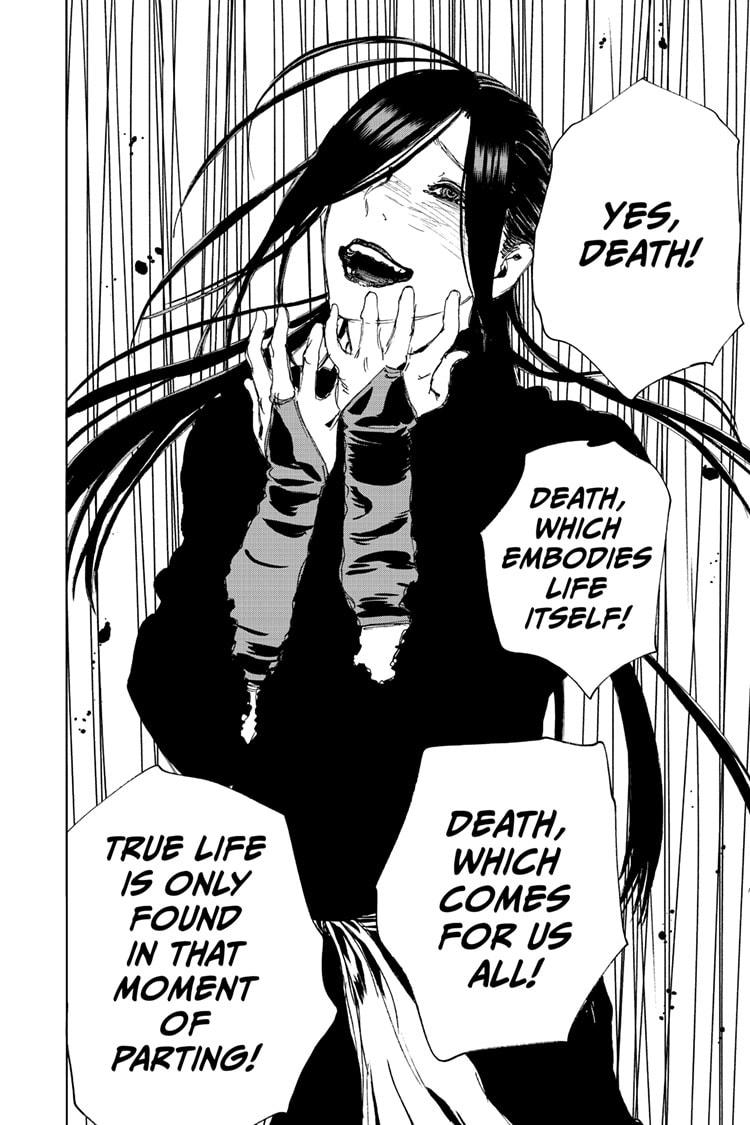 YES,
DEATH!
DEATH,
WHICH
EMBODIES
LIFE
ITSELF!
DEATH,
WHICH
COMES
FOR US
ALL!
TRUE LIFE
IS ONLY
FOUND
IN THAT
MOMENT
OF
PARTING!